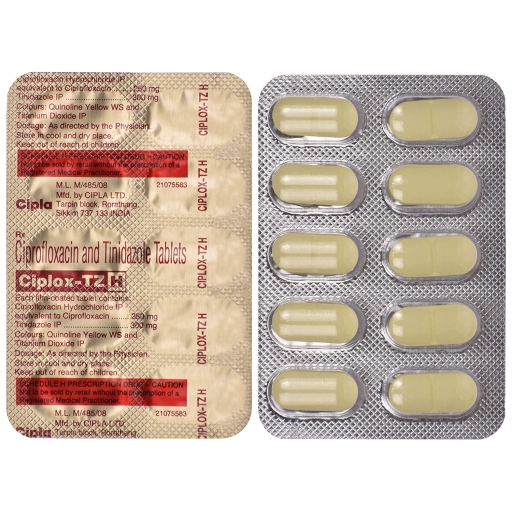 Ciprofloxacin Hydrochloride IP
equivalent to Ciprofloxacin ...... 250 mg
Tinidazole IP ........................ 300 mg
Colours: Quinoline Yellow WS and
Titanium Dioxide IP
Dosage: As directed by the Physician.
Store in cool and dry place.
Keep out of reach of children.
SCHEDULE H PRESCRIPTION DRUG - CAUTION
Not to be sold by retail without the prescription of a
Registered Medical Practitioner.
M.L. M/485/08 21075583
Mfd. by CIPLA LTD.
Cipla Tarpin block, Rorathang,
Sikkim 737 133 INDIA
Rx
Ciprofloxacin and Tinidazole Tablets
Ciplox-TZ H
Each film-coated tablet contains:
Ciprofloxacin Hydrochloride IP
equivalent to Ciprofloxacin ...... 250 mg
Tinidazole IP ........................ 300 mg
Colours: Quinoline Yellow WS and
Titanium Dioxide IP
Dosage: As directed by the Physician.
Store in cool and dry place.
Keep out of reach of children.
SCHEDULE H PRESCRIPTION DRUG - CAUTION
Not to be sold by retail without the prescription of a
Registered Medical Practitioner.
M.L. M/485/08 21075583
Mfd. by CIPLA LTD.
Cipla Tarpin block, Rorathang,
CIPLOX-TZ H
CIPLOX-TZ H
CIPLOX-TZ H
CIPLOX-TZ H
CIPLOX-TZ H